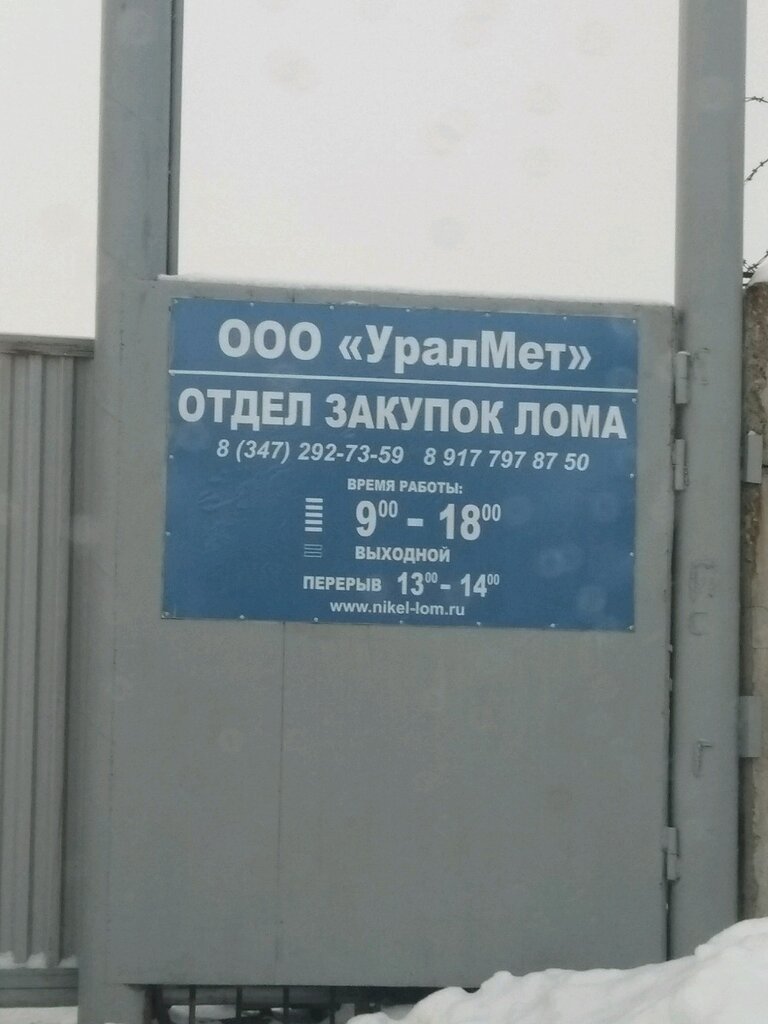 ООО «УралМет»
ОТДЕЛ ЗАКУПОК ЛОМА
8 (347) 292-73-59 8 917 797 87 50
ВРЕМЯ РАБОТЫ:
9⁰⁰ - 18⁰⁰
ВЫХОДНОЙ
ПЕРЕРЫВ 13⁰⁰ - 14⁰⁰
www.nikel-lom.ru